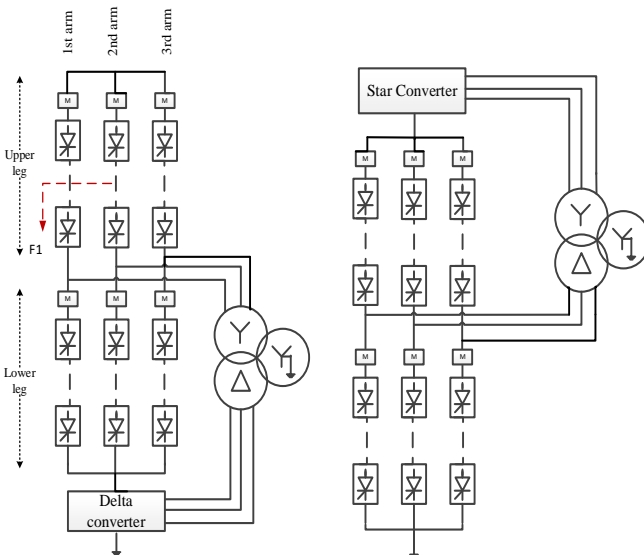 1st arm
2nd arm
3rd arm
M
M
M
Upper
leg
F1
M
M
M
Lower
leg
Delta
converter
Star Converter
M
M
M
M
M
M